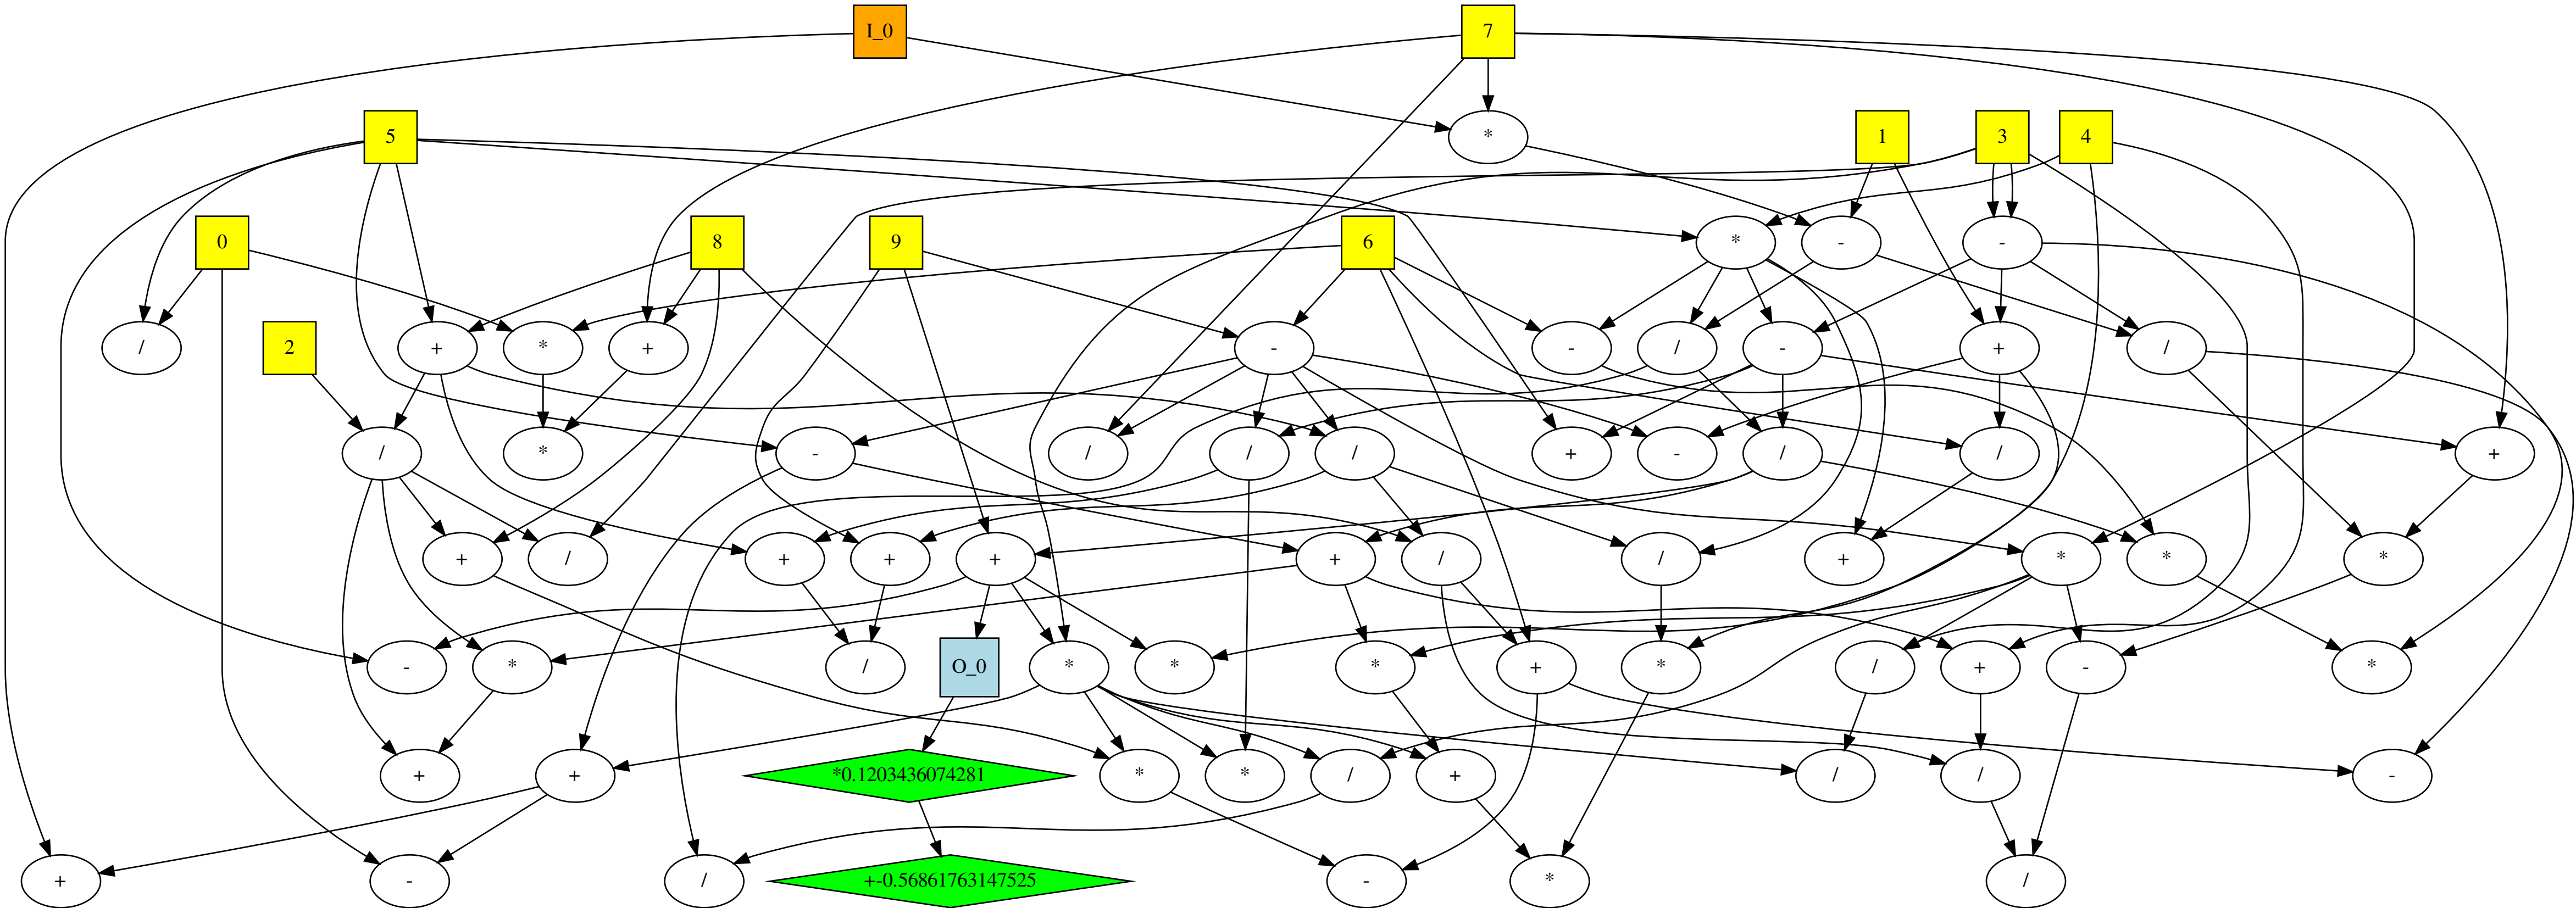 I_0 7
5 * 1 3 4
0 8 9 6 * - -
2 / + * + - - / - + /
/ * - / / / + - / / +
+ / + + + + / / + * * *
- * / O_0 * * * + * / + - *
+ + *0.1203436074281 * * / + / / -
+ - / +-0.56861763147525 - * /